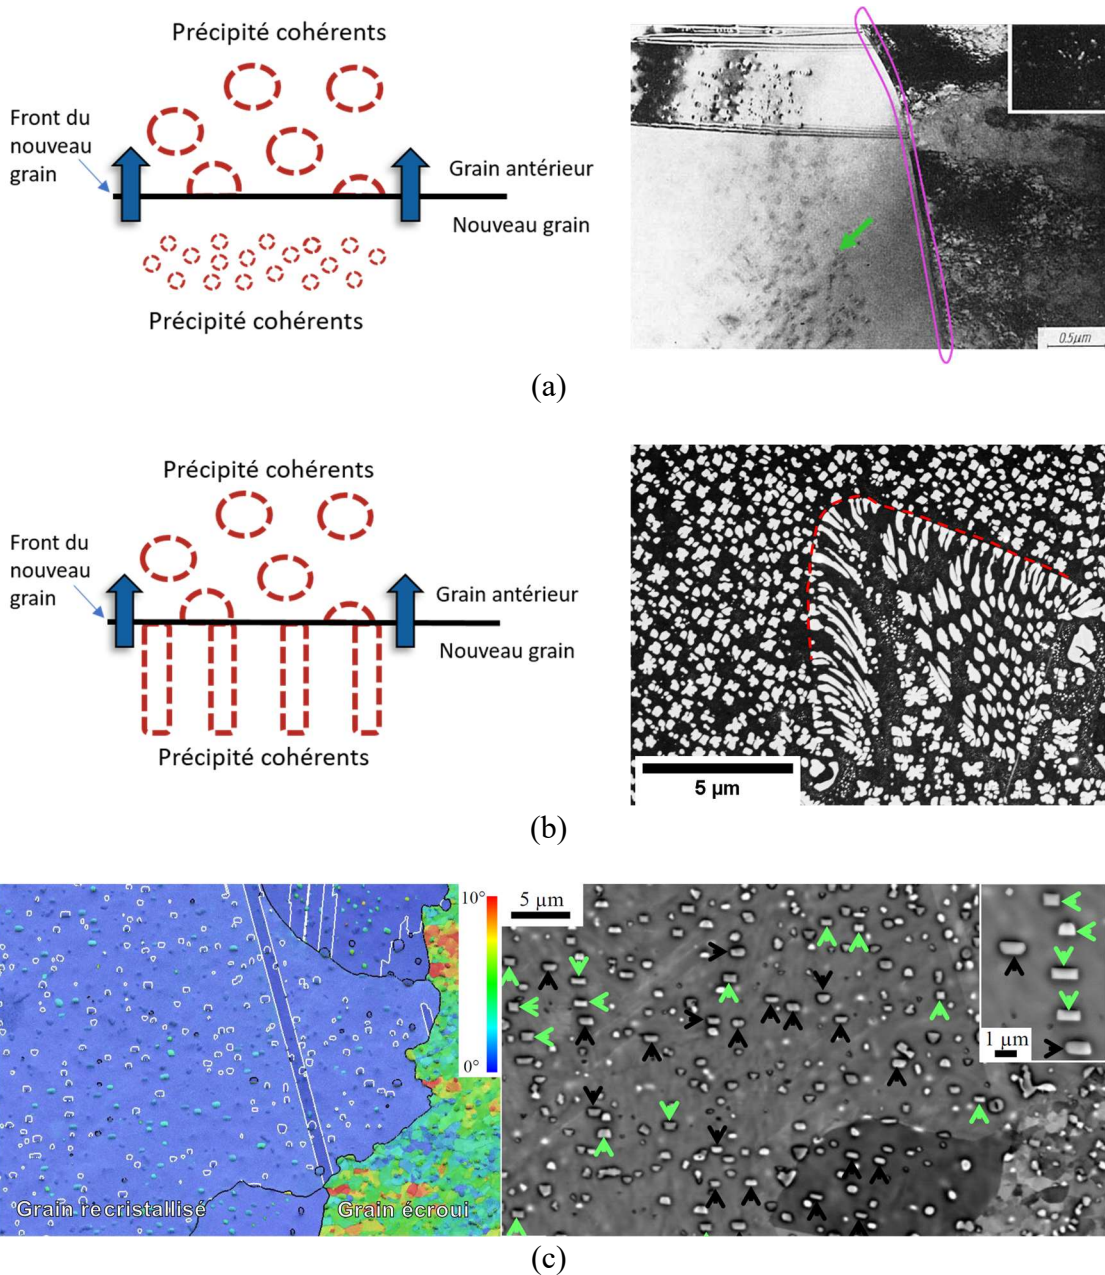 Précipité cohérents
Front du
nouveau
grain
Grain antérieur
Nouveau grain
Précipité cohérents
0.5µm
(a)
Précipité cohérents
Front du
nouveau
grain
Grain antérieur
Nouveau grain
Précipité cohérents
5 µm
(b)
10°
0°
Grain recristallisé
Grain écroui
5 µm
1 µm
(c)